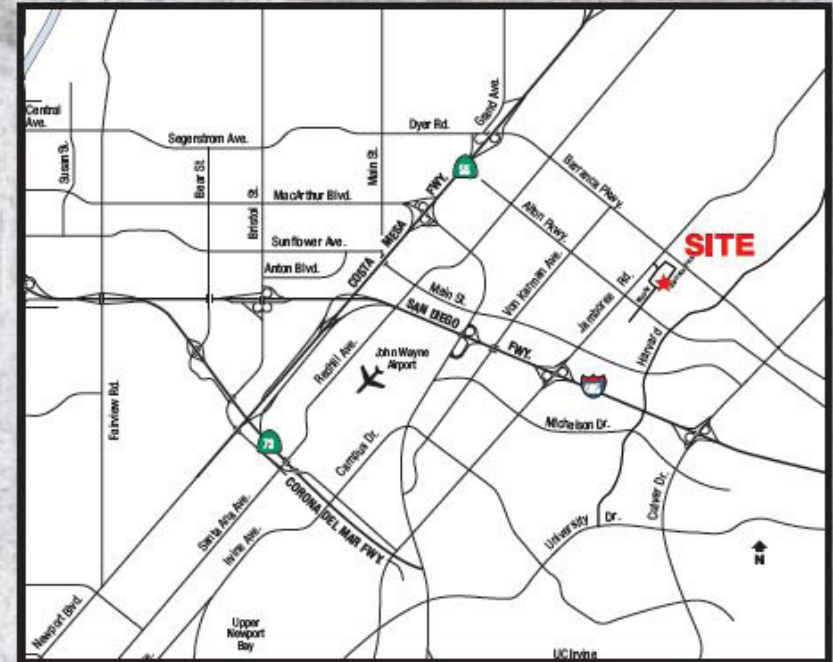 Central
Ave.
Susan St.
Segerstrom Ave.
Bear St.
Bristol St.
Main St.
Dyer Rd.
Grand Ave.
MacArthur Blvd.
Sunflower Ave.
Anton Blvd.
COSTA MESA FWY.
55
Barranca Pkwy.
Alton Pkwy.
Von Karman Ave.
Jamboree Rd.
SITE
Harvard
Main St.
SAN DIEGO FWY.
405
Redhill Ave.
John Wayne
Airport
Michelson Dr.
Fairview Rd.
73
Campus Dr.
CORONA DEL MAR FWY.
Santa Ana Ave.
Irvine Ave.
University Dr.
Culver Dr.
N
Newport Blvd.
Upper
Newport
Bay
UC Irvine